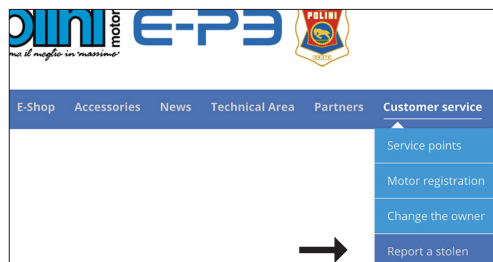 olini motori
E-P3
POLINI
ma il meglio in "massimo"
E-Shop Accessories News Technical Area Partners Customer service
Service points
Motor registration
Change the owner
Report a stolen